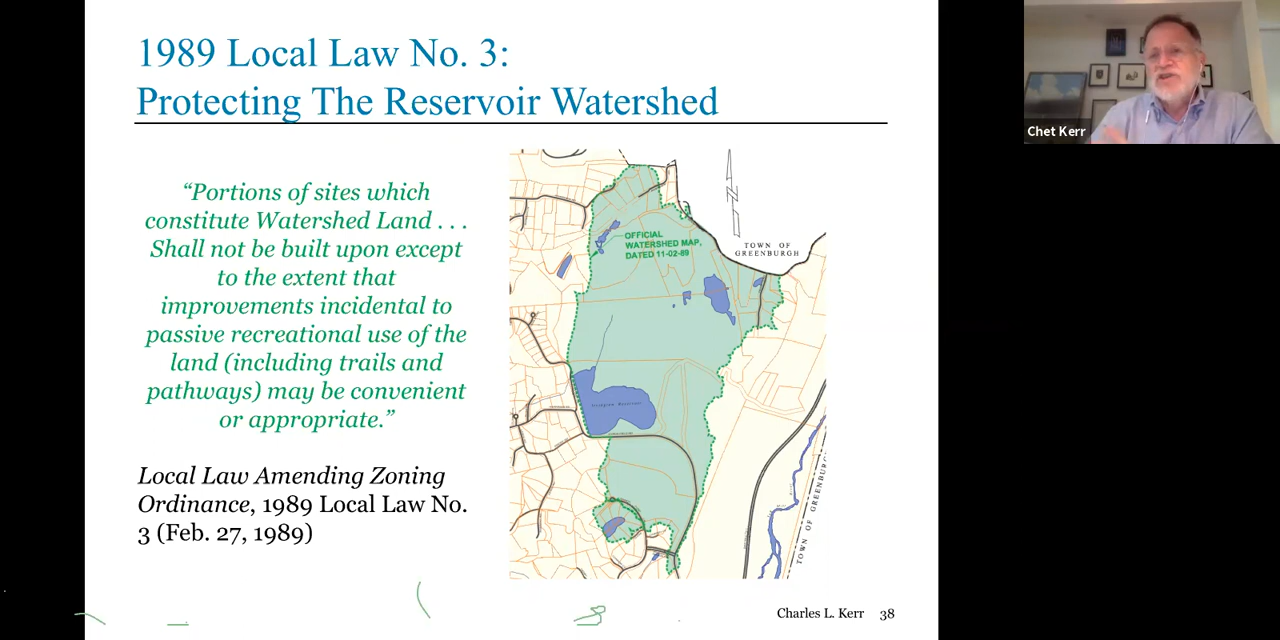 1989 Local Law No. 3:
Protecting The Reservoir Watershed
“Portions of sites which
constitute Watershed Land . . .
Shall not be built upon except
to the extent that
improvements incidental to
passive recreational use of the
land (including trails and
pathways) may be convenient
or appropriate.”
Local Law Amending Zoning
Ordinance, 1989 Local Law No.
3 (Feb. 27, 1989)
OFFICIAL
WATERSHED MAP,
DATED 11-02-89
TOWN OF
GREENBURGH
TOWN OF GREENBURGH
Charles L. Kerr 38
Chet Kerr